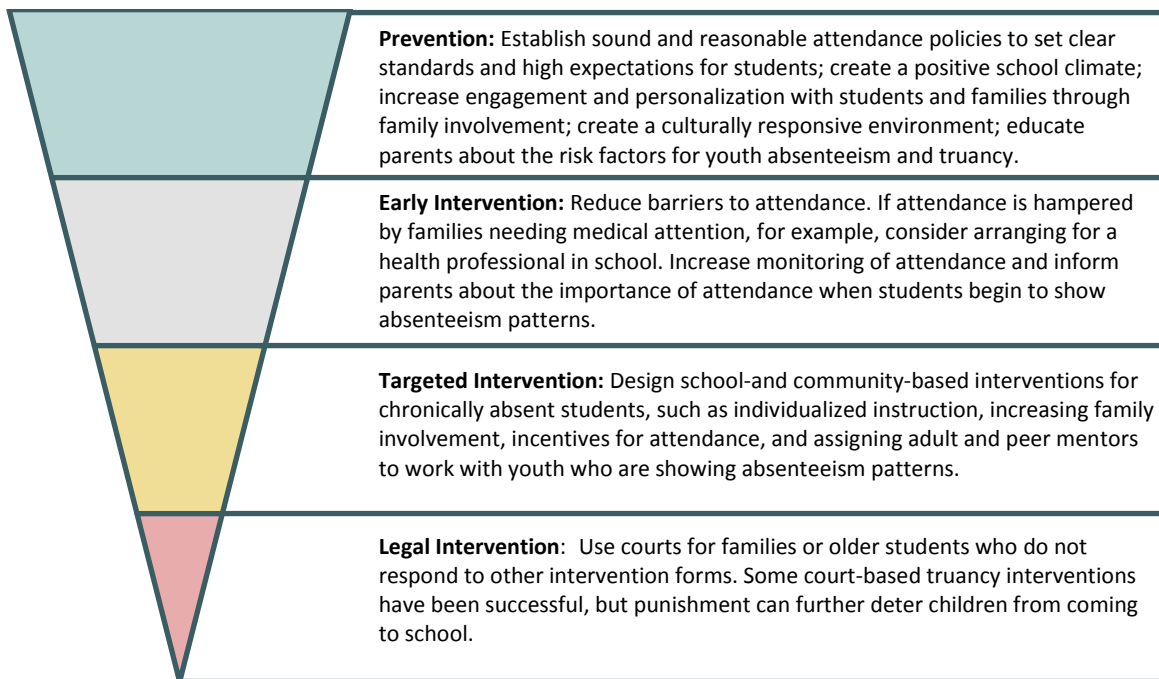 Prevention: Establish sound and reasonable attendance policies to set clear
standards and high expectations for students; create a positive school climate;
increase engagement and personalization with students and families through
family involvement; create a culturally responsive environment; educate
parents about the risk factors for youth absenteeism and truancy.
Early Intervention: Reduce barriers to attendance. If attendance is hampered
by families needing medical attention, for example, consider arranging for a
health professional in school. Increase monitoring of attendance and inform
parents about the importance of attendance when students begin to show
absenteeism patterns.
Targeted Intervention: Design school-and community-based interventions for
chronically absent students, such as individualized instruction, increasing family
involvement, incentives for attendance, and assigning adult and peer mentors
to work with youth who are showing absenteeism patterns.
Legal Intervention: Use courts for families or older students who do not
respond to other intervention forms. Some court-based truancy interventions
have been successful, but punishment can further deter children from coming
to school.